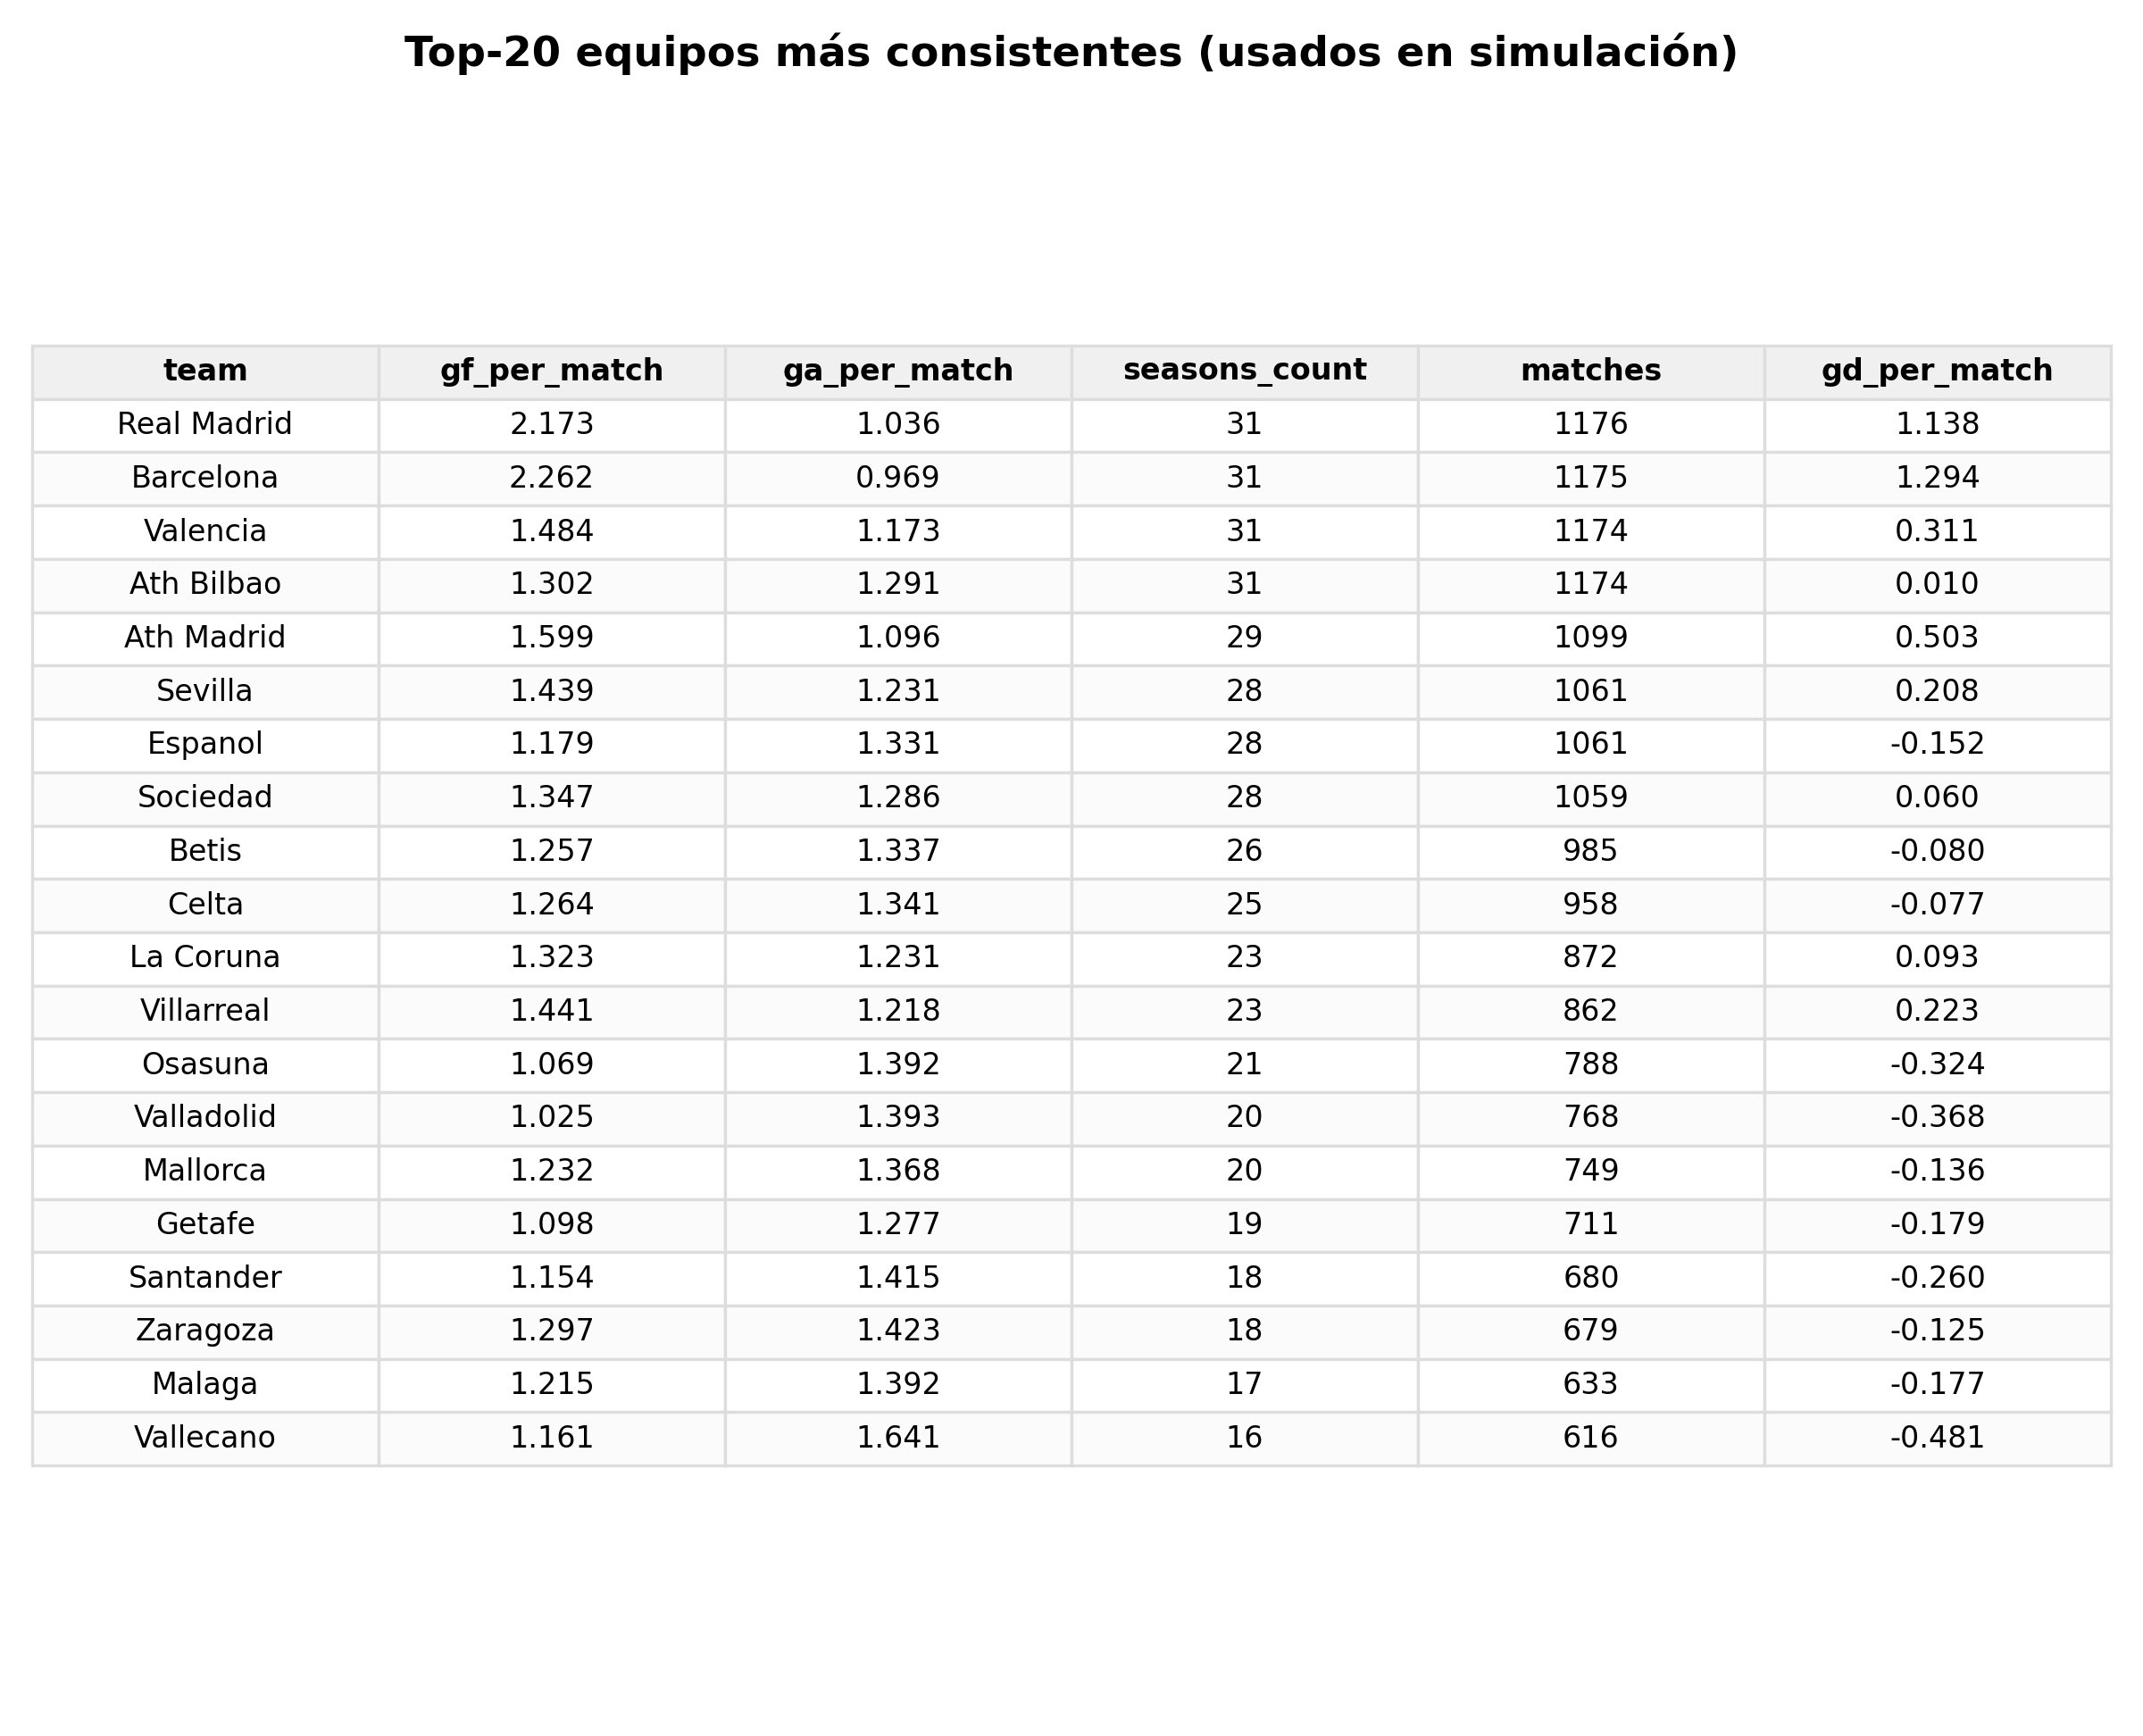 Top-20 equipos más consistentes (usados en simulación)
team gf_per_match ga_per_match seasons_count matches gd_per_match
Real Madrid 2.173 1.036 31 1176 1.138
Barcelona 2.262 0.969 31 1175 1.294
Valencia 1.484 1.173 31 1174 0.311
Ath Bilbao 1.302 1.291 31 1174 0.010
Ath Madrid 1.599 1.096 29 1099 0.503
Sevilla 1.439 1.231 28 1061 0.208
Espanol 1.179 1.331 28 1061 -0.152
Sociedad 1.347 1.286 28 1059 0.060
Betis 1.257 1.337 26 985 -0.080
Celta 1.264 1.341 25 958 -0.077
La Coruna 1.323 1.231 23 872 0.093
Villarreal 1.441 1.218 23 862 0.223
Osasuna 1.069 1.392 21 788 -0.324
Valladolid 1.025 1.393 20 768 -0.368
Mallorca 1.232 1.368 20 749 -0.136
Getafe 1.098 1.277 19 711 -0.179
Santander 1.154 1.415 18 680 -0.260
Zaragoza 1.297 1.423 18 679 -0.125
Malaga 1.215 1.392 17 633 -0.177
Vallecano 1.161 1.641 16 616 -0.481